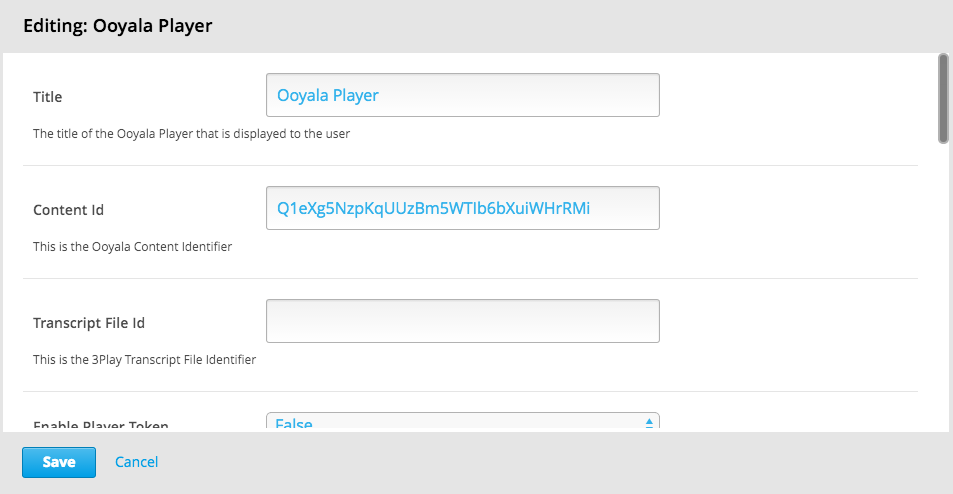 Editing: Ooyala Player
Title
Ooyala Player
The title of the Ooyala Player that is displayed to the user
Content Id
Q1eXg5NzpKqUUzBm5WTIb6bXuiWHrRMi
This is the Ooyala Content Identifier
Transcript File Id
This is the 3Play Transcript File Identifier
Enable Player Token
False
Save
Cancel